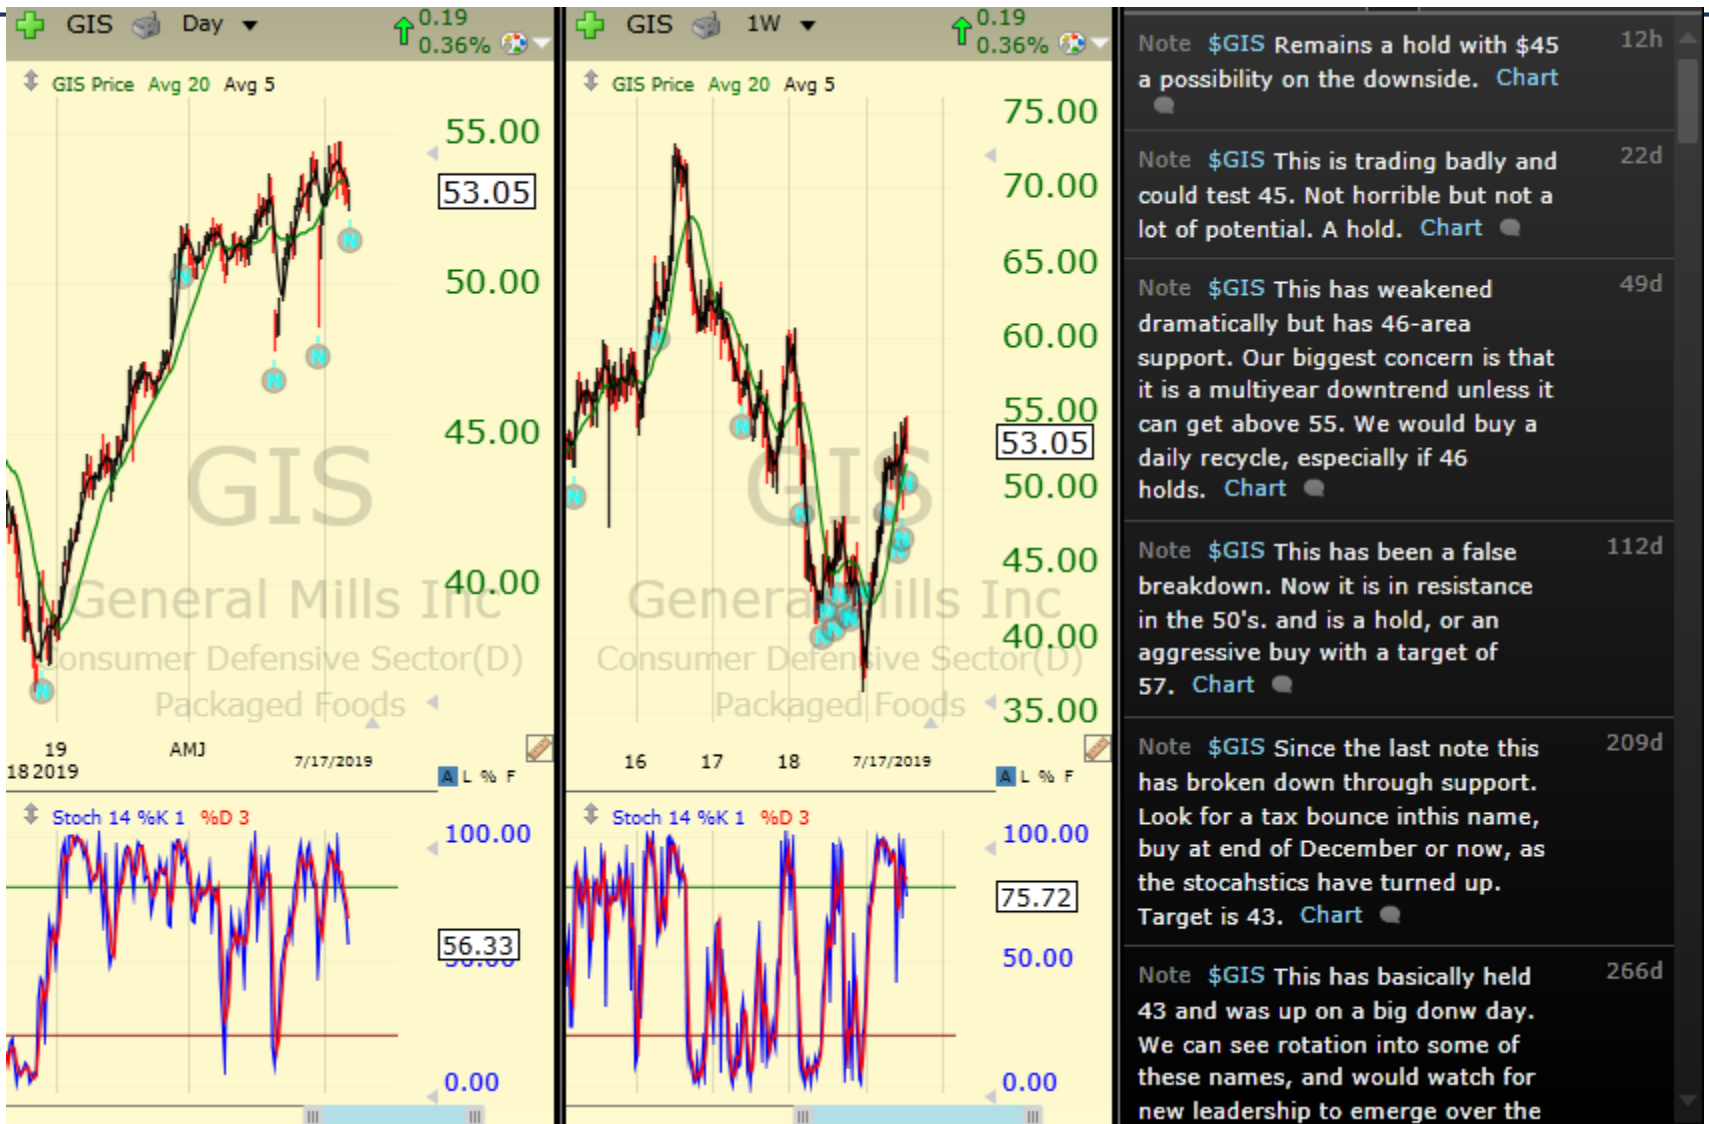 GIS Day 0.19
0.36%
GIS Price Avg 20 Avg 5
55.00
53.05
50.00
45.00
40.00
N
N
N
N
N
GIS
General Mills Inc
Consumer Defensive Sector(D)
Packaged Foods
19 AMJ 7/17/2019
18 2019
A L % F
Stoch 14 %K 1 %D 3
100.00
56.33
50.00
0.00
GIS 1W 0.19
0.36%
GIS Price Avg 20 Avg 5
75.00
70.00
65.00
60.00
55.00
53.05
50.00
45.00
40.00
35.00
N
N
N
N
N
N
N
N
GIS
General Mills Inc
Consumer Defensive Sector(D)
Packaged Foods
16 17 18 7/17/2019
A L % F
Stoch 14 %K 1 %D 3
100.00
75.72
50.00
0.00
Note $GIS Remains a hold with $45 12h
a possibility on the downside. Chart
Note $GIS This is trading badly and 22d
could test 45. Not horrible but not a
lot of potential. A hold. Chart
Note $GIS This has weakened 49d
dramatically but has 46-area
support. Our biggest concern is that
it is a multiyear downtrend unless it
can get above 55. We would buy a
daily recycle, especially if 46
holds. Chart
Note $GIS This has been a false 112d
breakdown. Now it is in resistance
in the 50's. and is a hold, or an
aggressive buy with a target of
57. Chart
Note $GIS Since the last note this 209d
has broken down through support.
Look for a tax bounce inthis name,
buy at end of December or now, as
the stocahstics have turned up.
Target is 43. Chart
Note $GIS This has basically held 266d
43 and was up on a big donw day.
We can see rotation into some of
these names, and would watch for
new leadership to emerge over the